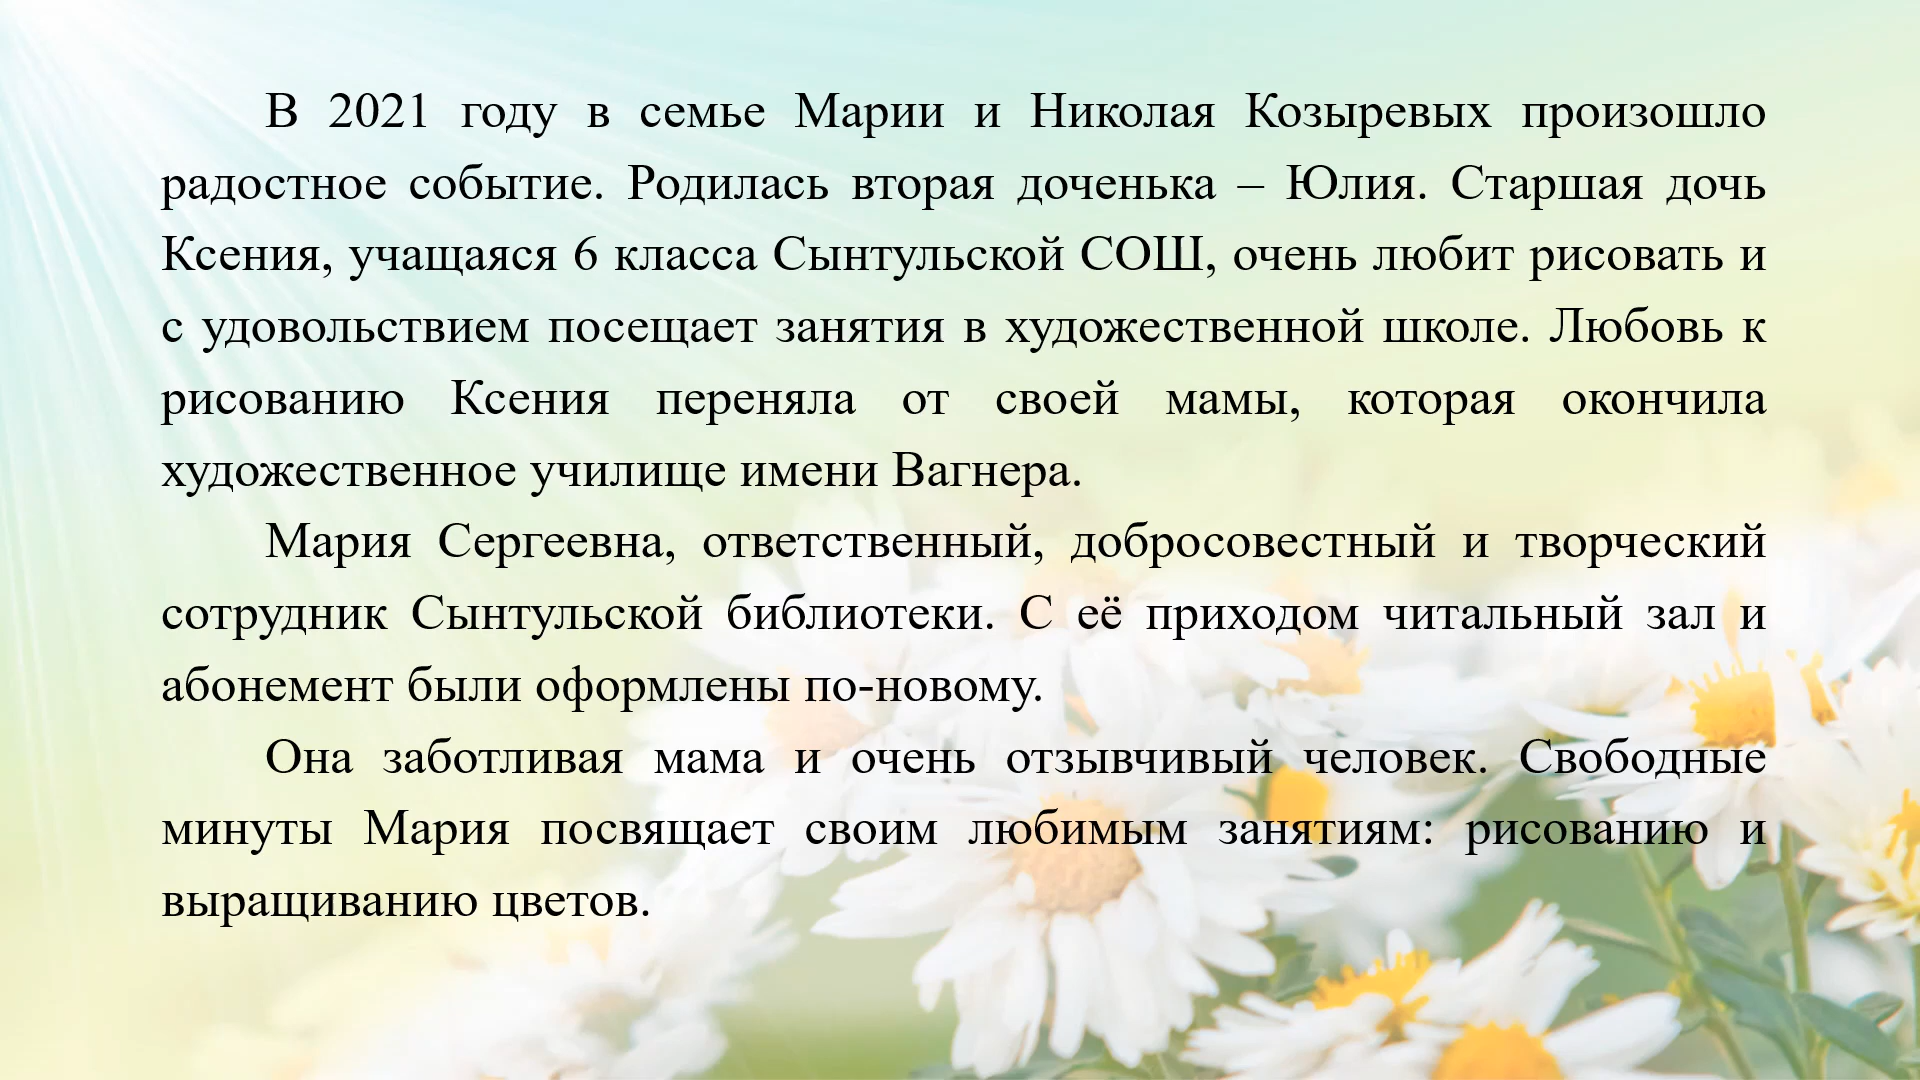 В 2021 году в семье Марии и Николая Козыревых произошло
радостное событие. Родилась вторая доченька – Юлия. Старшая дочь
Ксения, учащаяся 6 класса Сынтульской СОШ, очень любит рисовать и
с удовольствием посещает занятия в художественной школе. Любовь к
рисованию Ксения переняла от своей мамы, которая окончила
художественное училище имени Вагнера.
Мария Сергеевна, ответственный, добросовестный и творческий
сотрудник Сынтульской библиотеки. С её приходом читальный зал и
абонемент были оформлены по-новому.
Она заботливая мама и очень отзывчивый человек. Свободные
минуты Мария посвящает своим любимым занятиям: рисованию и
выращиванию цветов.